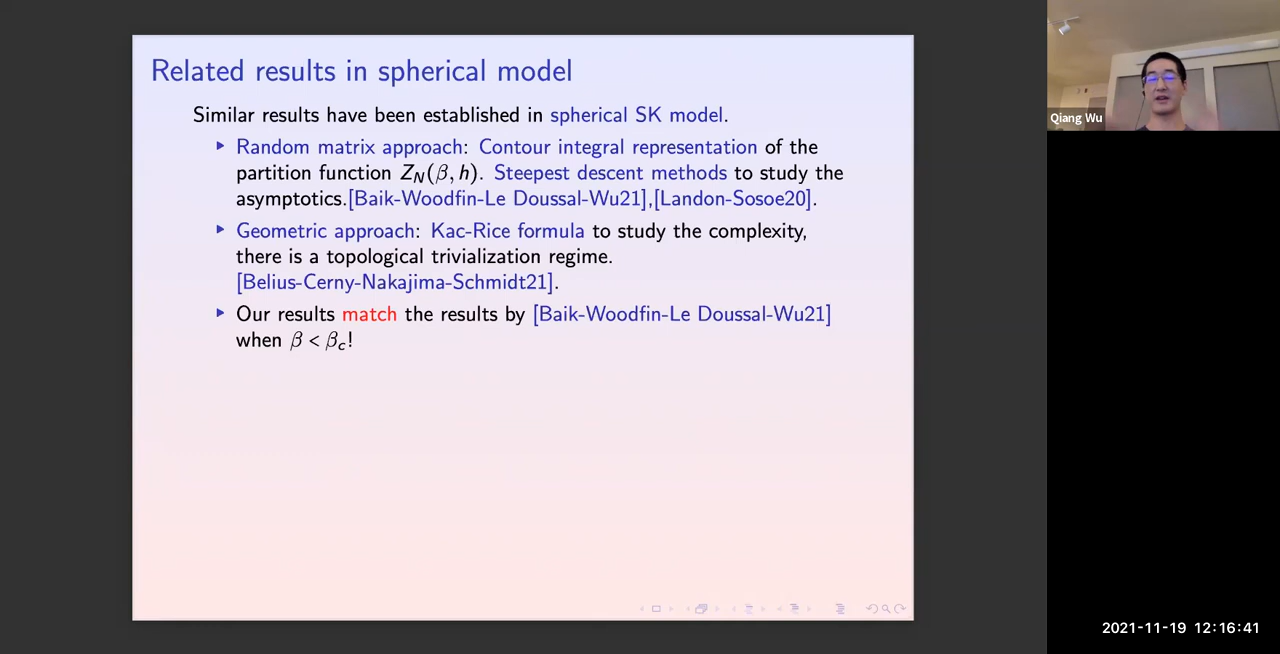 Related results in spherical model
Similar results have been established in spherical SK model.
Random matrix approach: Contour integral representation of the
partition function Z_N(β, h). Steepest descent methods to study the
asymptotics.[Baik-Woodfin-Le Doussal-Wu21],[Landon-Sosoe20].
Geometric approach: Kac-Rice formula to study the complexity,
there is a topological trivialization regime.
[Belius-Cerny-Nakajima-Schmidt21].
Our results match the results by [Baik-Woodfin-Le Doussal-Wu21]
when β < β_c!
Qiang Wu
2021-11-19 12:16:41